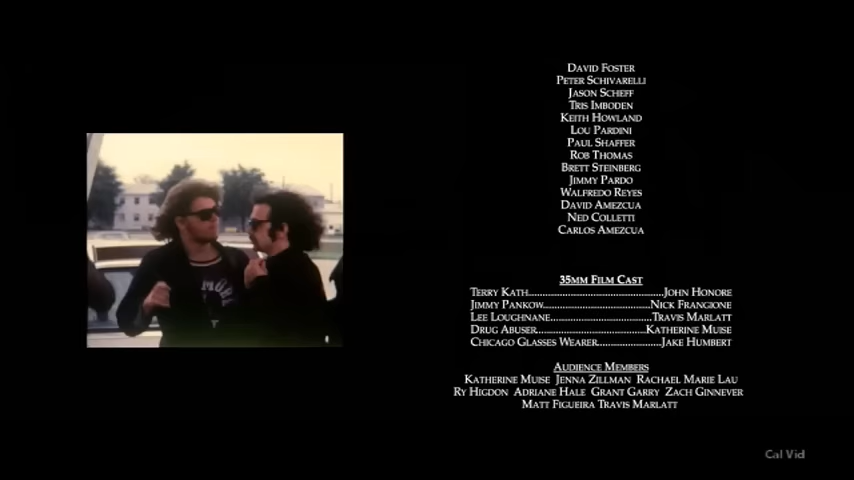 DAVID FOSTER
PETER SCHIVARELLI
JASON SCHEFF
TRIS IMBODEN
KEITH HOWLAND
LOU PARDINI
PAUL SHAFFER
ROB THOMAS
BRETT STEINBERG
JIMMY PARDO
WALFREDO REYES
DAVID AMEZCUA
NED COLLETTI
CARLOS AMEZCUA
35MM FILM CAST
TERRY KATH..................................................JOHN HONORE
JIMMY PANKOW........................................NICK FRANGIONE
LEE LOUGHNANE......................................TRAVIS MARLATT
DRUG ABUSER.........................................KATHERINE MUISE
CHICAGO GLASSES WEARER........................JAKE HUMBERT
AUDIENCE MEMBERS
KATHERINE MUISE JENNA ZILLMAN RACHAEL MARIE LAU
RY HIGDON ADRIANE HALE GRANT GARRY ZACH GINNEVER
MATT FIGUEIRA TRAVIS MARLATT
Cal Vid